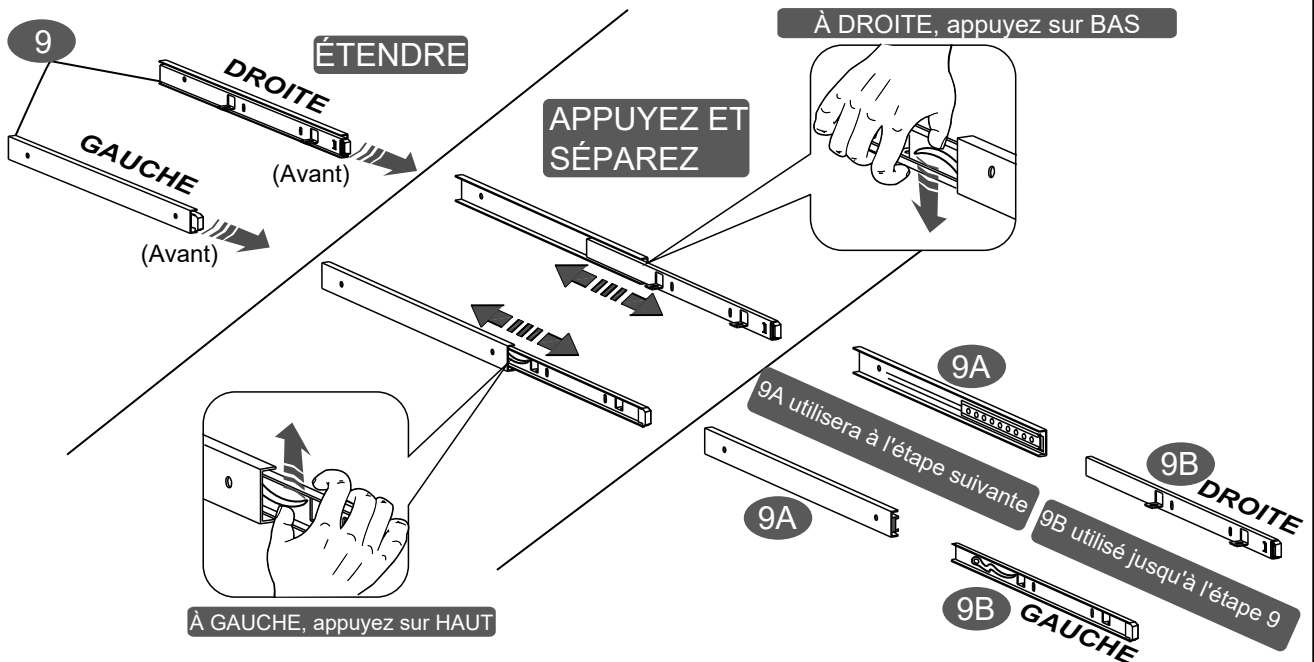 9
ÉTENDRE
DROITE
(Avant)
GAUCHE
(Avant)
APPUYEZ ET
SÉPAREZ
À DROITE, appuyez sur BAS
À GAUCHE, appuyez sur HAUT
9A
9A utilisera à l'étape suivante
9A
9B
DROITE
9B utilisé jusqu'à l'étape 9
9B
GAUCHE